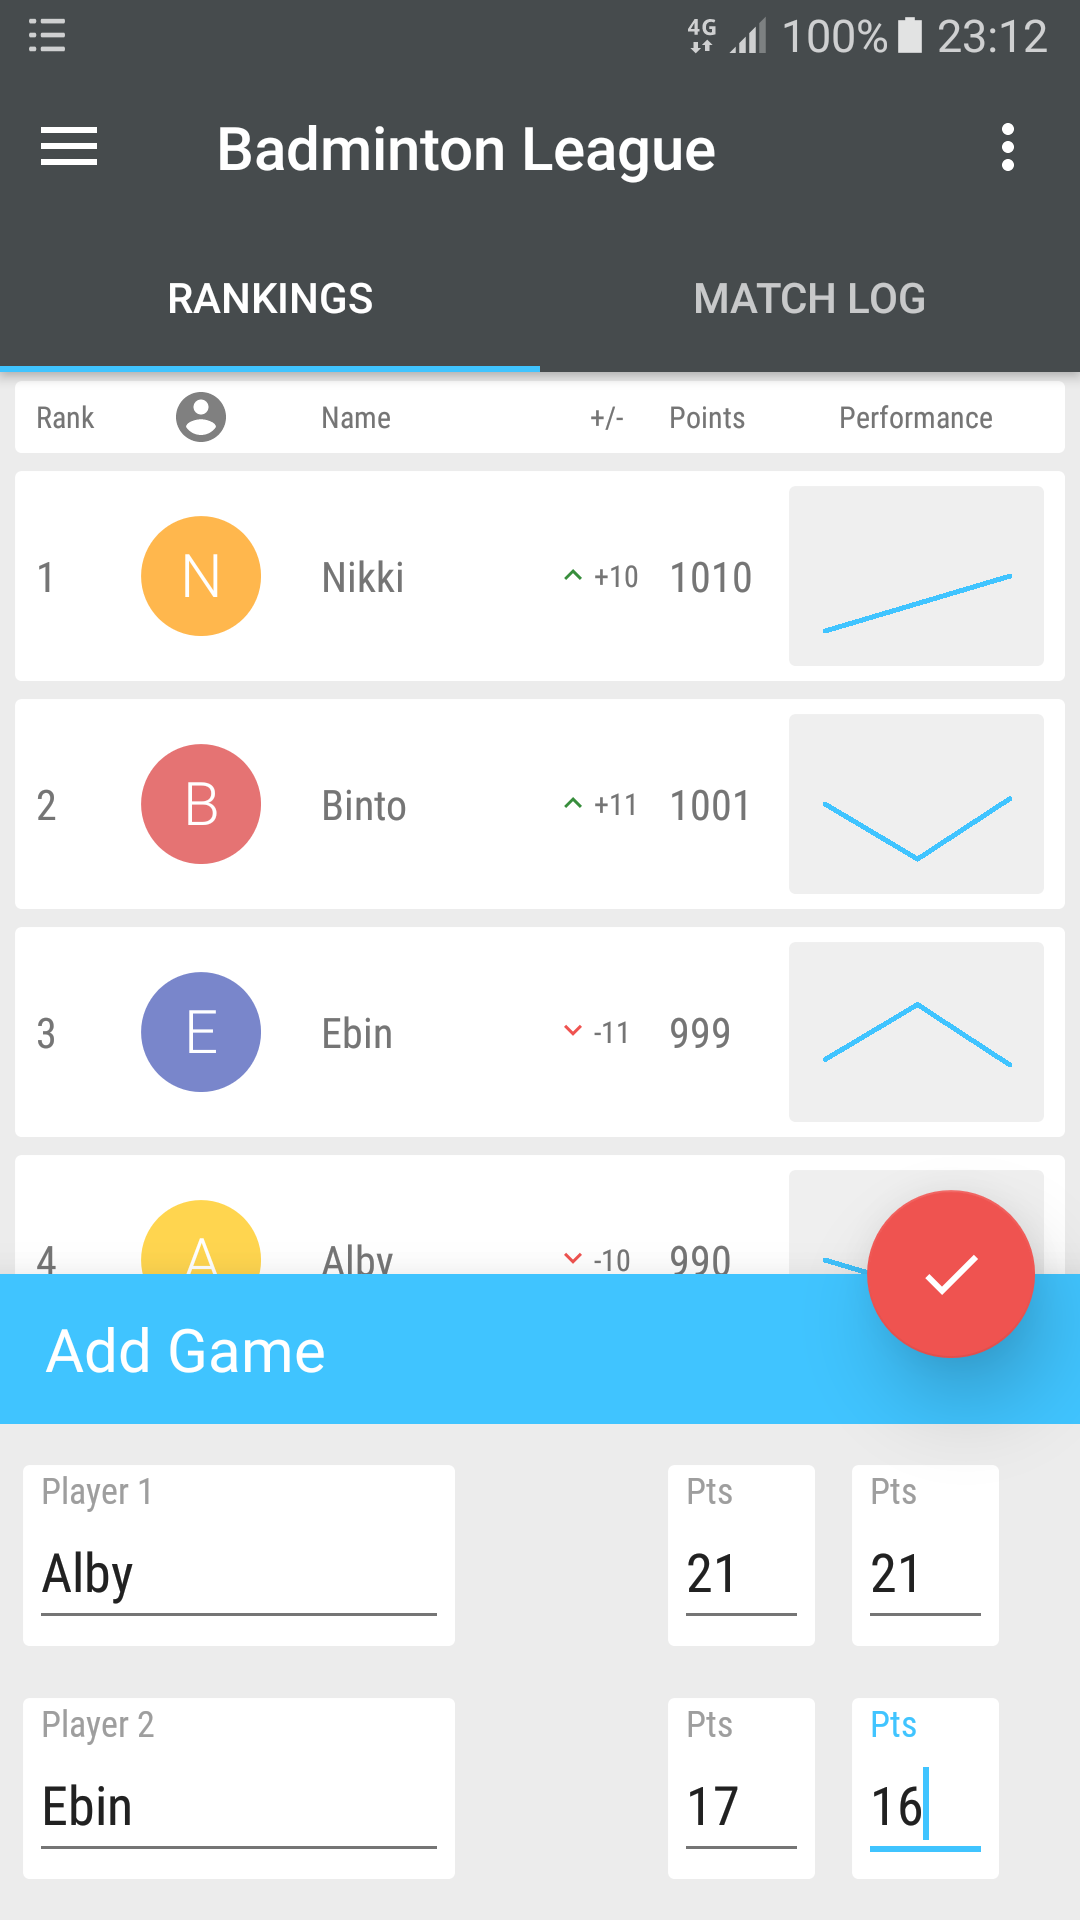 4G 100% 23:12
Badminton League
RANKINGS MATCH LOG
Rank Name +/- Points Performance
1 N Nikki +10 1010
2 B Binto +11 1001
3 E Ebin -11 999
4 A Alby -10 990
Add Game
Player 1 Pts Pts
Alby 21 21
Player 2 Pts Pts
Ebin 17 16